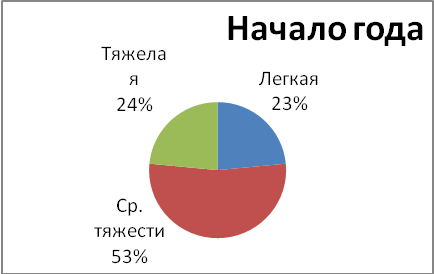 Начало года
Тяжела
я
24%
Легкая
23%
Ср.
тяжести
53%